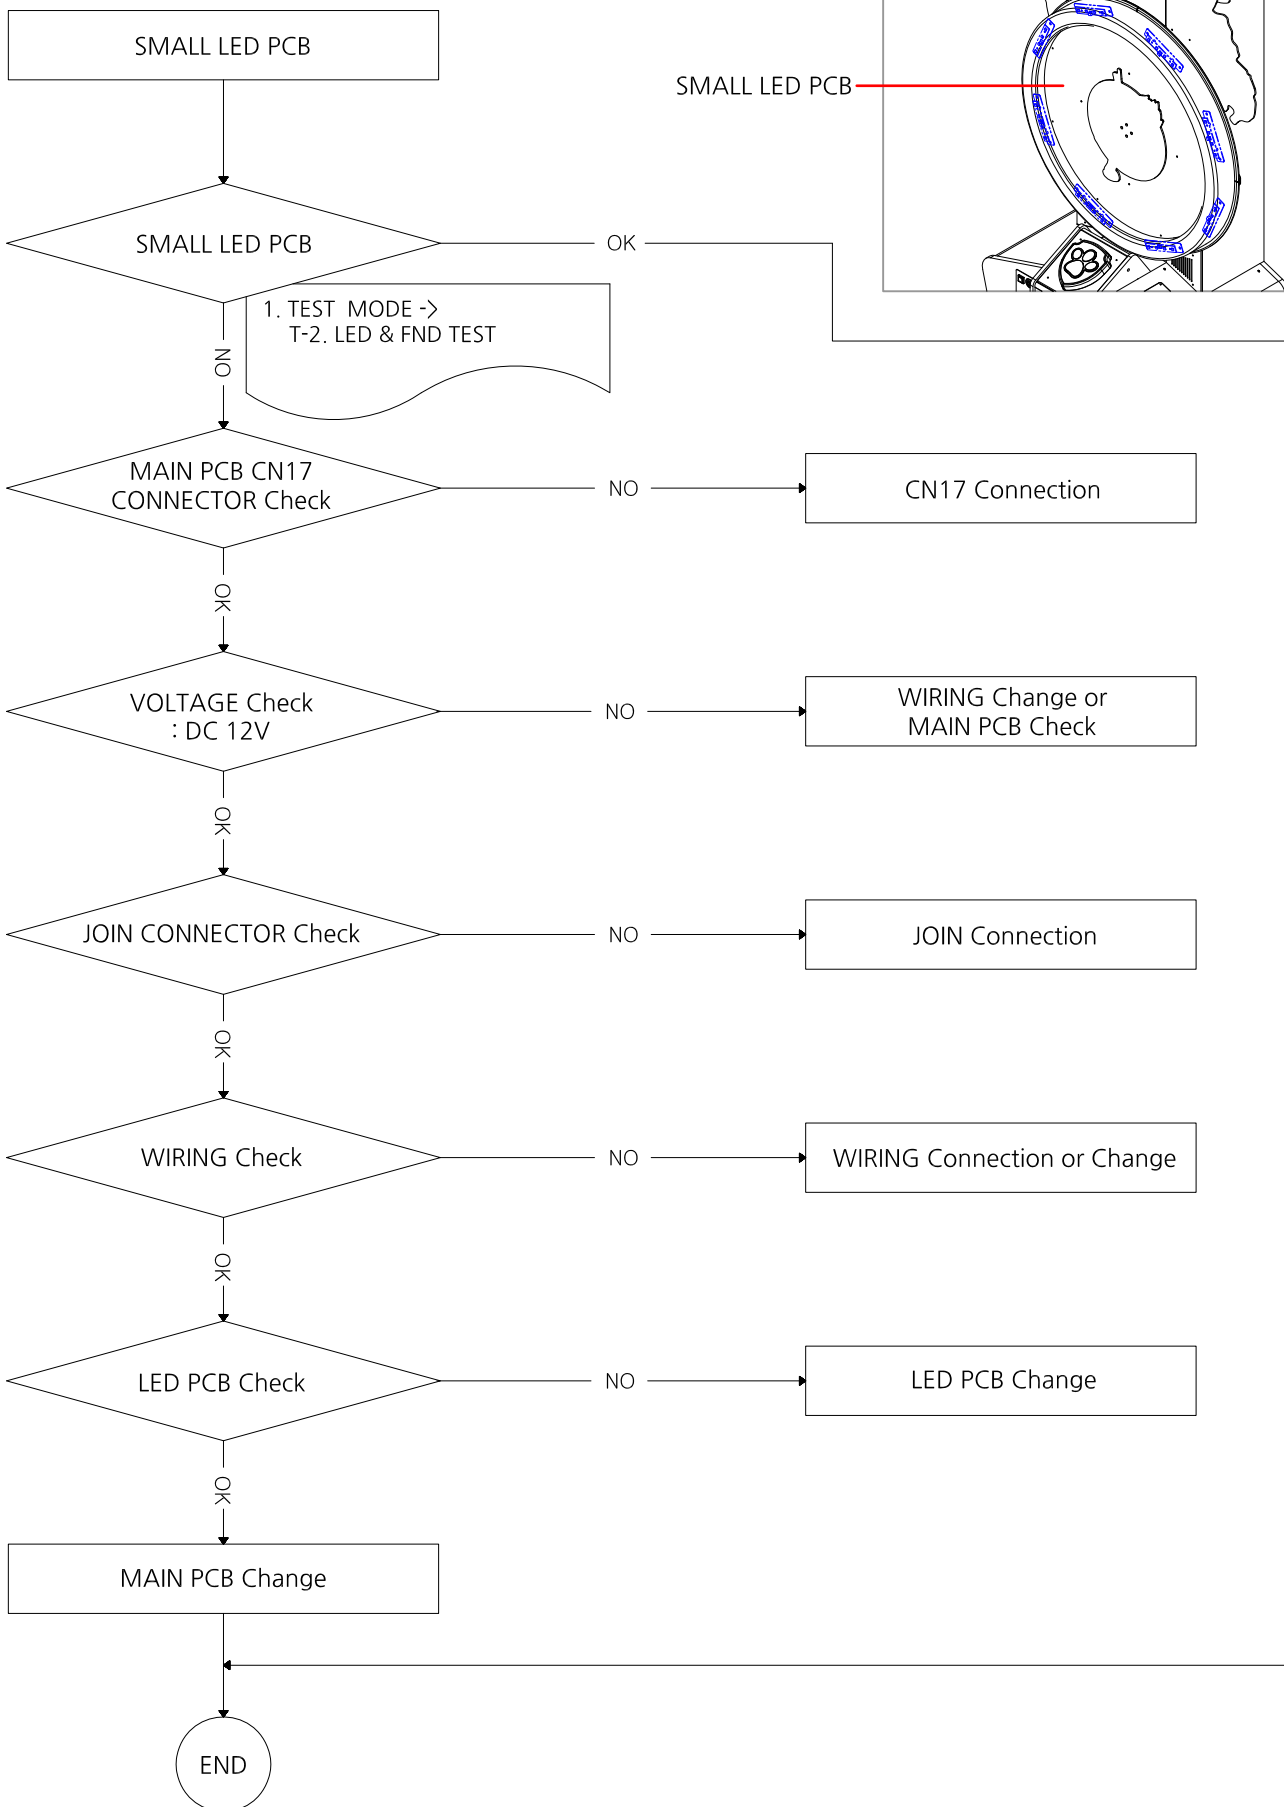 SMALL LED PCB
SMALL LED PCB
SMALL LED PCB
OK
1. TEST MODE ->
T-2. LED & FND TEST
NO
MAIN PCB CN17
CONNECTOR Check
NO
CN17 Connection
OK
VOLTAGE Check
: DC 12V
NO
WIRING Change or
MAIN PCB Check
OK
JOIN CONNECTOR Check
NO
JOIN Connection
OK
WIRING Check
NO
WIRING Connection or Change
OK
LED PCB Check
NO
LED PCB Change
OK
MAIN PCB Change
END